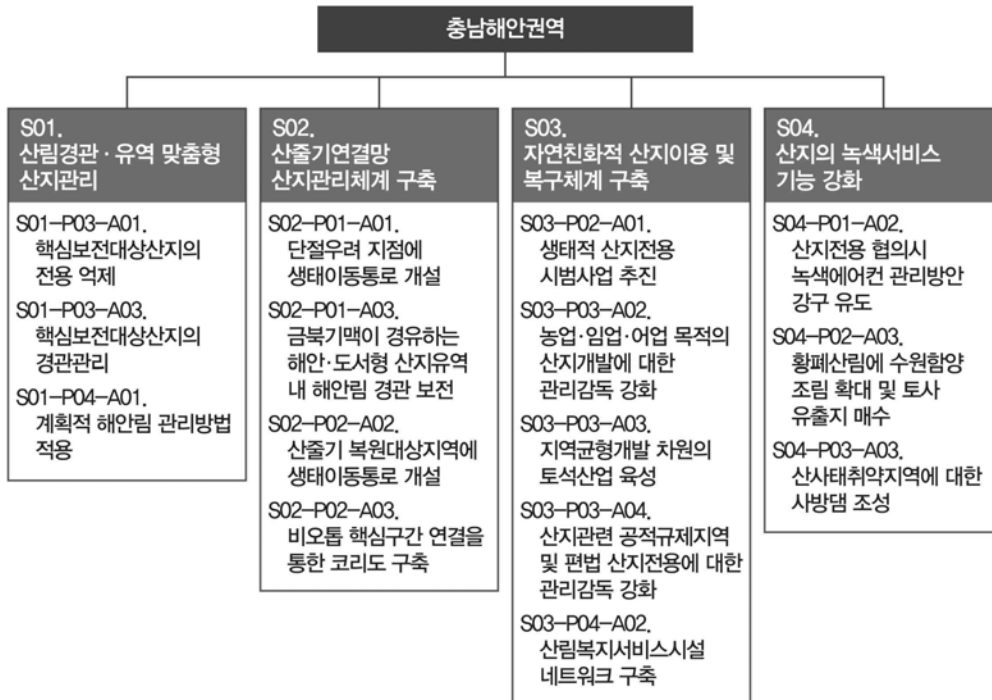 충남해안권역
S01.
산림경관·유역 맞춤형
산지관리
S01-P03-A01.
핵심보전대상산지의
전용 억제
S01-P03-A03.
핵심보전대상산지의
경관관리
S01-P04-A01.
계획적 해안림 관리방법
적용
S02.
산줄기연결망
산지관리체계 구축
S02-P01-A01.
단절우려 지점에
생태이동통로 개설
S02-P01-A03.
금북기맥이 경유하는
해안·도서형 산지유역
내 해안림 경관 보전
S02-P02-A02.
산줄기 복원대상지역에
생태이동통로 개설
S02-P02-A03.
비오톱 핵심구간 연결을
통한 코리도 구축
S03.
자연친화적 산지이용 및
복구체계 구축
S03-P02-A01.
생태적 산지전용
시범사업 추진
S03-P03-A02.
농업·임업·어업 목적의
산지개발에 대한
관리감독 강화
S03-P03-A03.
지역균형개발 차원의
토석산업 육성
S03-P03-A04.
산지관련 공적규제지역
및 편법 산지전용에 대한
관리감독 강화
S03-P04-A02.
산림복지서비스시설
네트워크 구축
S04.
산지의 녹색서비스
기능 강화
S04-P01-A02.
산지전용 협의시
녹색에어컨 관리방안
강구 유도
S04-P02-A03.
황폐산림에 수원함양
조림 확대 및 토사
유출지 매수
S04-P03-A03.
산사태취약지역에 대한
사방댐 조성